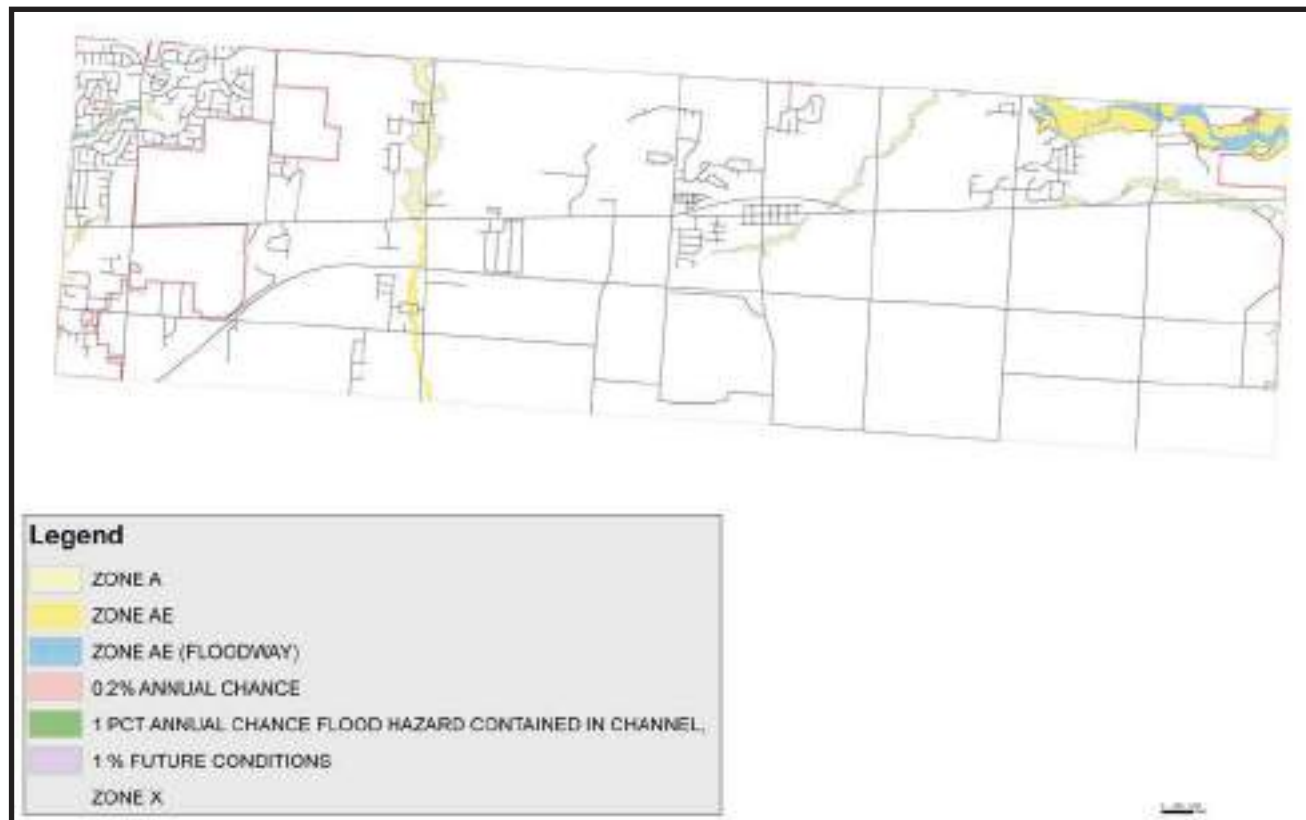 Legend
ZONE A
ZONE AE
ZONE AE (FLOODWAY)
0.2% ANNUAL CHANCE
1 PCT ANNUAL CHANCE FLOOD HAZARD CONTAINED IN CHANNEL,
1 % FUTURE CONDITIONS
ZONE X